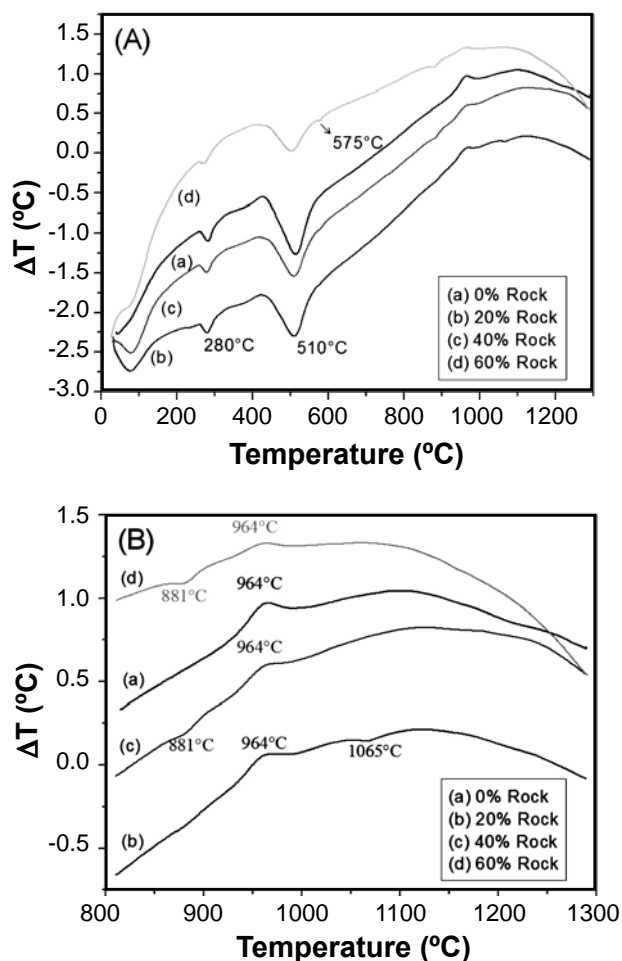 (A)
1.5
1.0
0.5
0.0
-0.5
-1.0
-1.5
-2.0
-2.5
-3.0
ΔT (ºC)
575°C
(d)
(a)
(c)
(b)
280°C
510°C
(a) 0% Rock
(b) 20% Rock
(c) 40% Rock
(d) 60% Rock
0 200 400 600 800 1000 1200
Temperature (ºC)
(B)
1.5
1.0
0.5
0.0
-0.5
ΔT (ºC)
964°C
(d)
881°C
964°C
(a)
964°C
(c)
881°C
964°C
1065°C
(b)
(a) 0% Rock
(b) 20% Rock
(c) 40% Rock
(d) 60% Rock
800 900 1000 1100 1200 1300
Temperature (ºC)